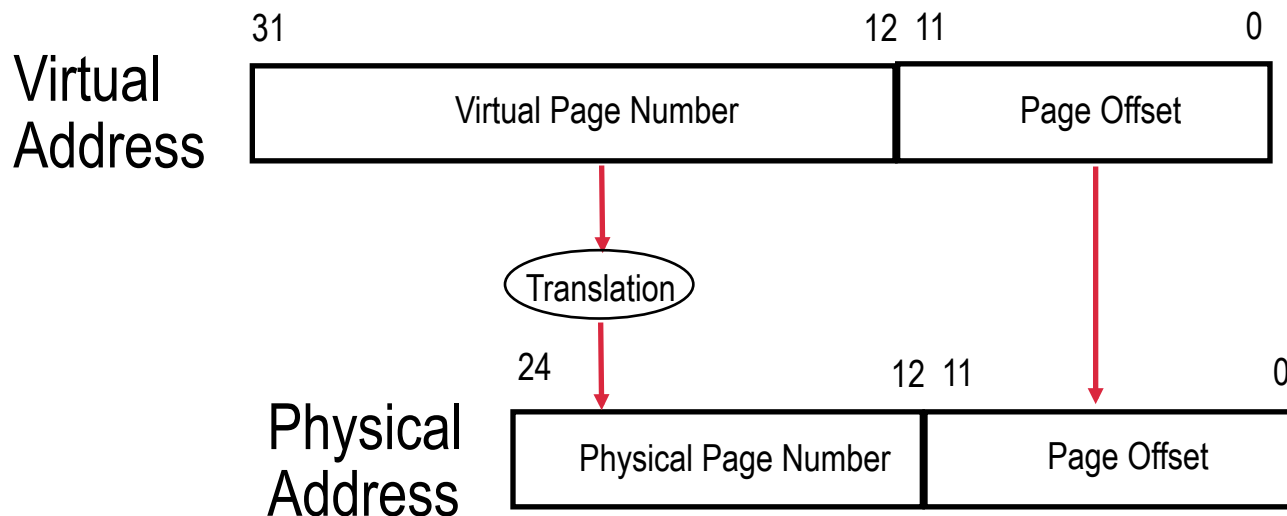 31 12 11 0
Virtual
Address
Virtual Page Number Page Offset
Translation
24 12 11 0
Physical
Address
Physical Page Number Page Offset